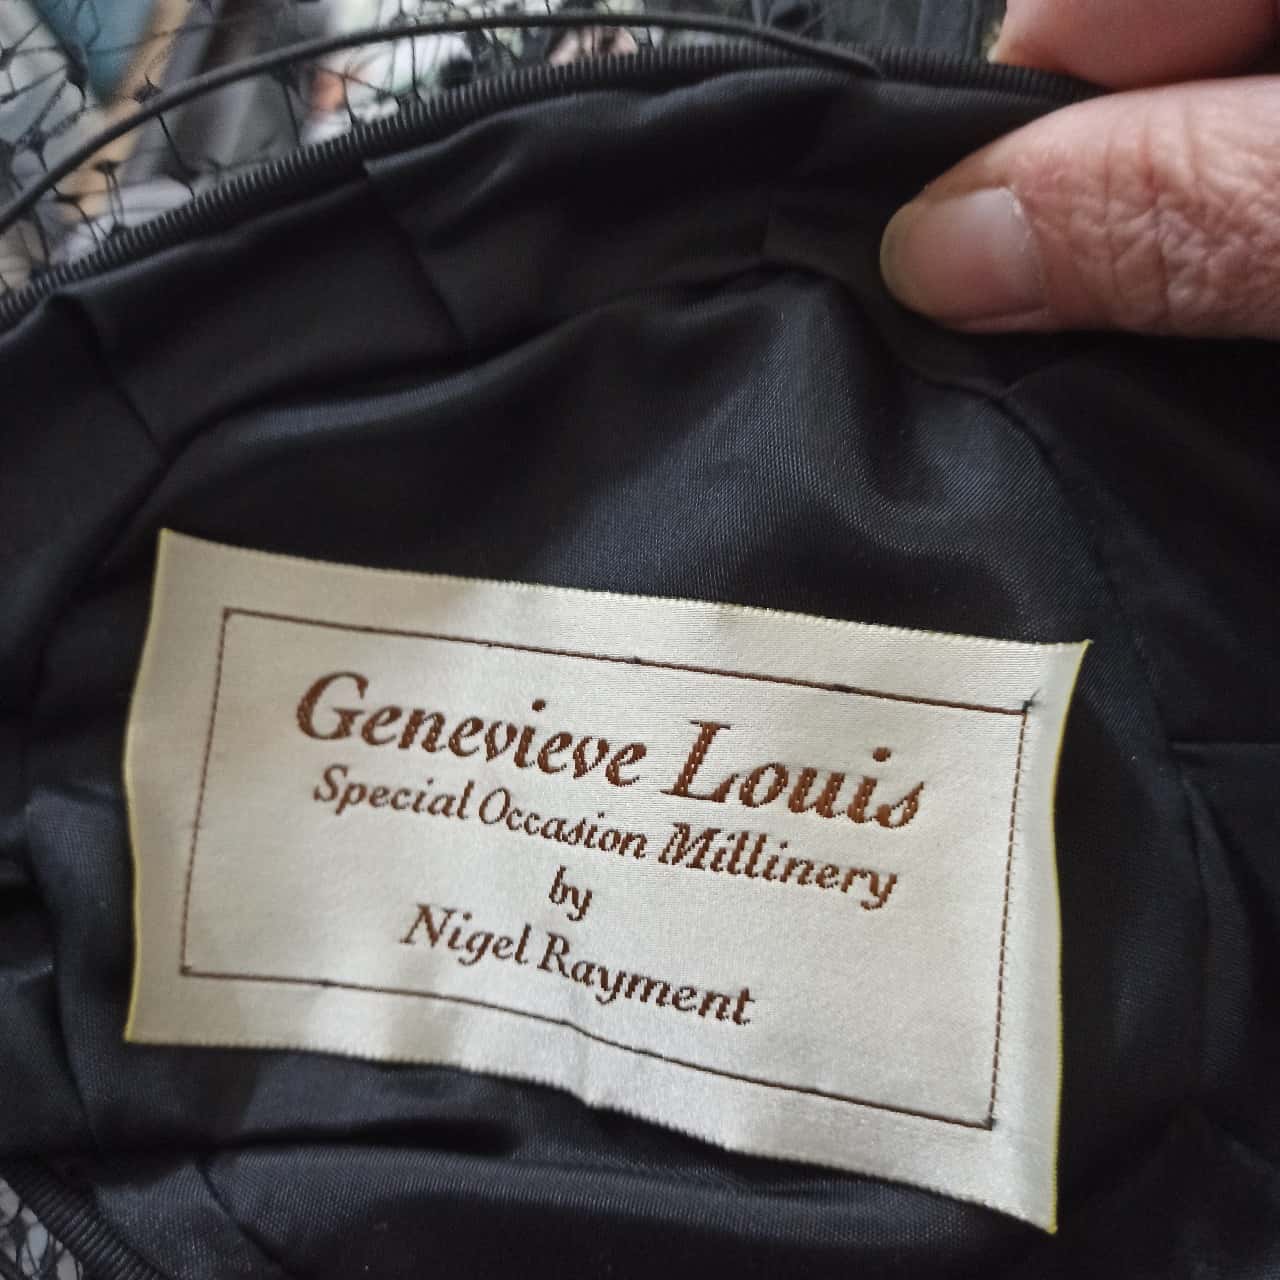 Genevieve Louis
Special Occasion Millinery
by
Nigel Rayment